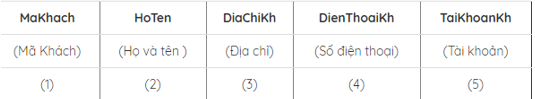 MaKhach HoTen DiaChiKh DienThoaiKh TaiKhoanKh
(Mã Khách) (Họ và tên ) (Địa chỉ) (Số điện thoại) (Tài khoản)
(1) (2) (3) (4) (5)